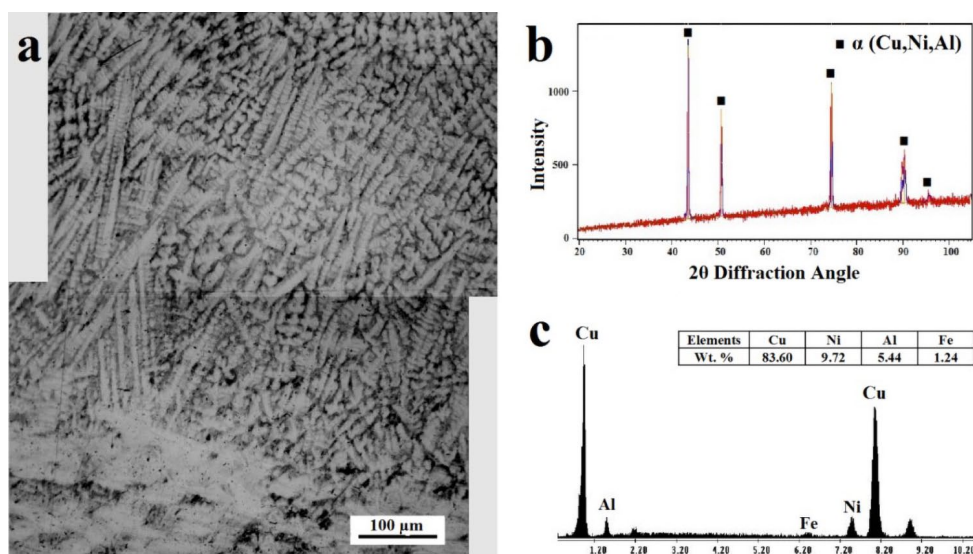 a
100 µm
b
■ α (Cu,Ni,Al)
Intensity
1000
500
0
20 30 40 50 60 70 80 90 100
2θ Diffraction Angle
c
Elements Cu Ni Al Fe
Wt. % 83.60 9.72 5.44 1.24
Cu
Cu
Al
Fe
Ni
1.20 2.20 3.20 4.20 5.20 6.20 7.20 8.20 9.20 10.20